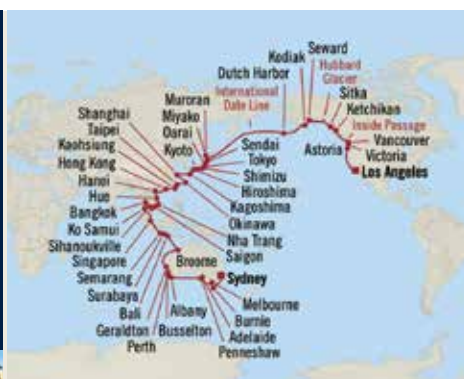 Seward
Kodiak
Hubbard
Glacier
Dutch Harbor
Sitka
International
Date Line
Ketchikan
Inside Passage
Astoria
Vancouver
Victoria
Los Angeles
Muroran
Miyako
Oarai
Kyoto
Shanghai
Taipei
Kaohsiung
Hong Kong
Hanoi
Hue
Bangkok
Ko Samui
Sihanoukville
Singapore
Semarang
Surabaya
Bali
Geraldton
Perth
Sendai
Tokyo
Shimizu
Hiroshima
Kagoshima
Okinawa
Nha Trang
Saigon
Broome
Sydney
Albany
Busselton
Melbourne
Burnie
Adelaide
Penneshaw